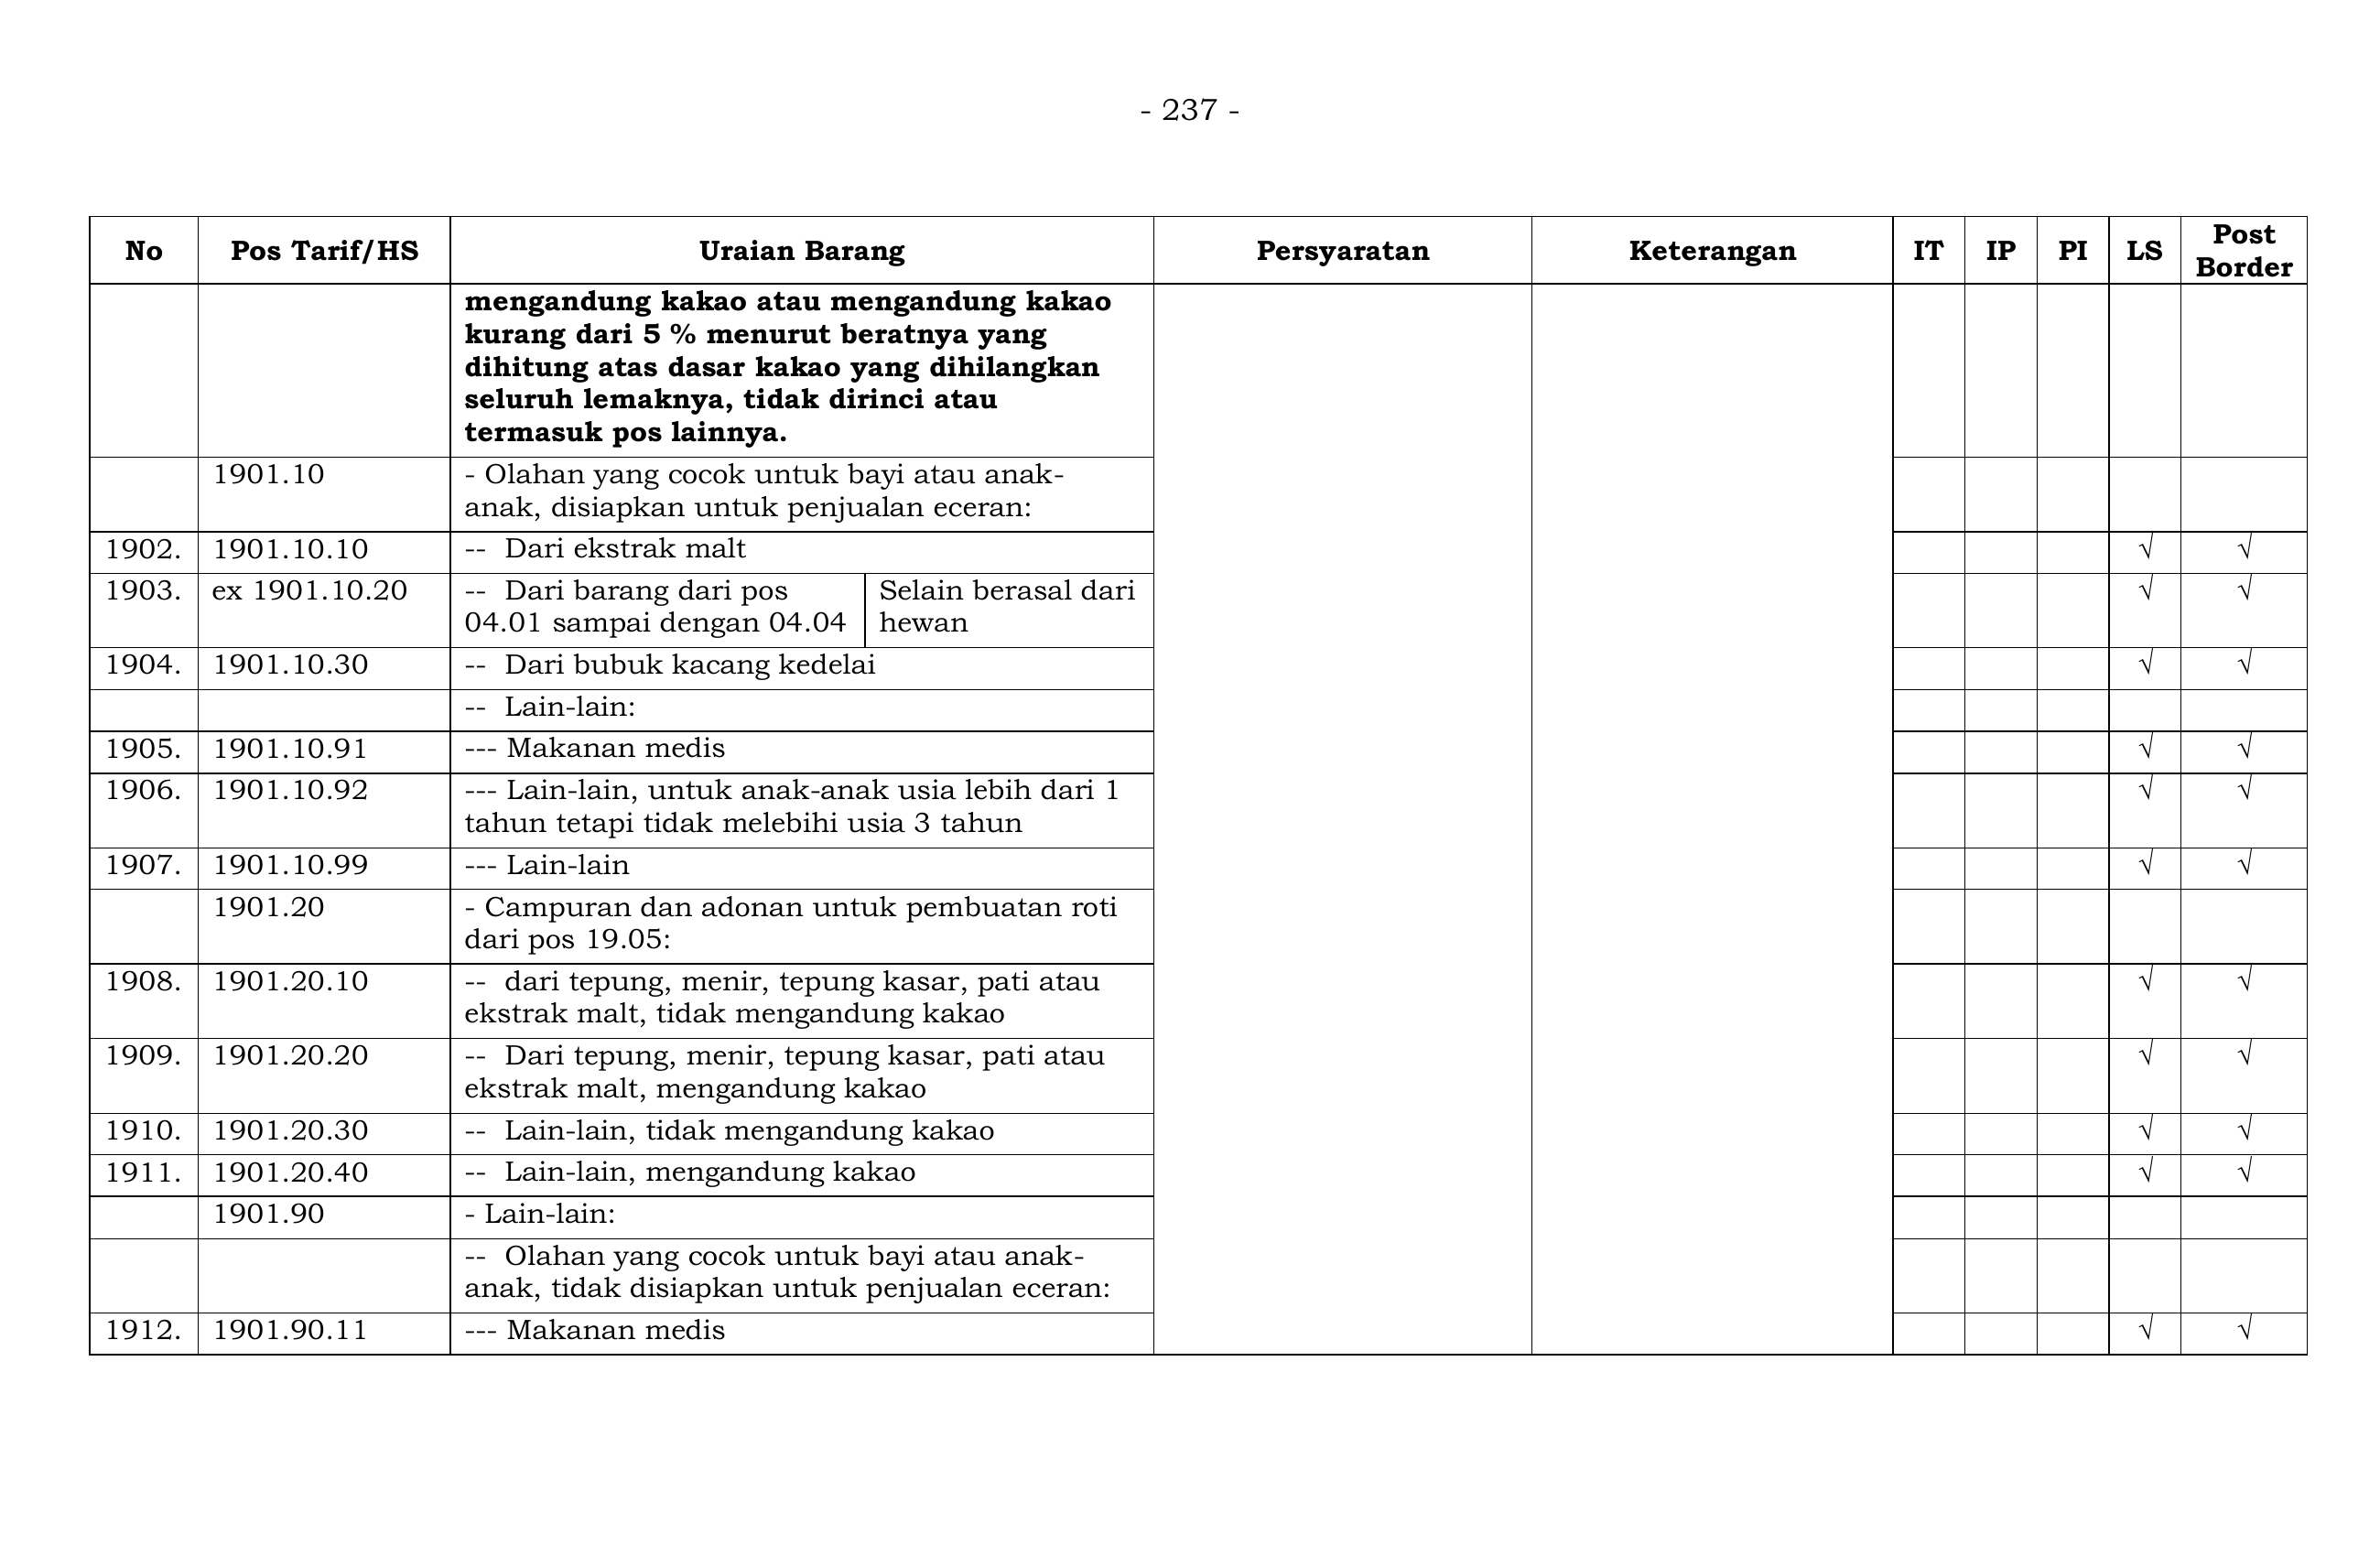 - 237 -
No Pos Tarif/HS Uraian Barang Persyaratan Keterangan IT IP PI LS Post Border
mengandung kakao atau mengandung kakao
kurang dari 5 % menurut beratnya yang
dihitung atas dasar kakao yang dihilangkan
seluruh lemaknya, tidak dirinci atau
termasuk pos lainnya.
1901.10 - Olahan yang cocok untuk bayi atau anak-
anak, disiapkan untuk penjualan eceran:
1902. 1901.10.10 -- Dari ekstrak malt √ √
1903. ex 1901.10.20 -- Dari barang dari pos Selain berasal dari √ √
04.01 sampai dengan 04.04 hewan
1904. 1901.10.30 -- Dari bubuk kacang kedelai √ √
-- Lain-lain:
1905. 1901.10.91 --- Makanan medis √ √
1906. 1901.10.92 --- Lain-lain, untuk anak-anak usia lebih dari 1 √ √
tahun tetapi tidak melebihi usia 3 tahun
1907. 1901.10.99 --- Lain-lain √ √
1901.20 - Campuran dan adonan untuk pembuatan roti
dari pos 19.05:
1908. 1901.20.10 -- dari tepung, menir, tepung kasar, pati atau √ √
ekstrak malt, tidak mengandung kakao
1909. 1901.20.20 -- Dari tepung, menir, tepung kasar, pati atau √ √
ekstrak malt, mengandung kakao
1910. 1901.20.30 -- Lain-lain, tidak mengandung kakao √ √
1911. 1901.20.40 -- Lain-lain, mengandung kakao √ √
1901.90 - Lain-lain:
-- Olahan yang cocok untuk bayi atau anak-
anak, tidak disiapkan untuk penjualan eceran:
1912. 1901.90.11 --- Makanan medis √ √